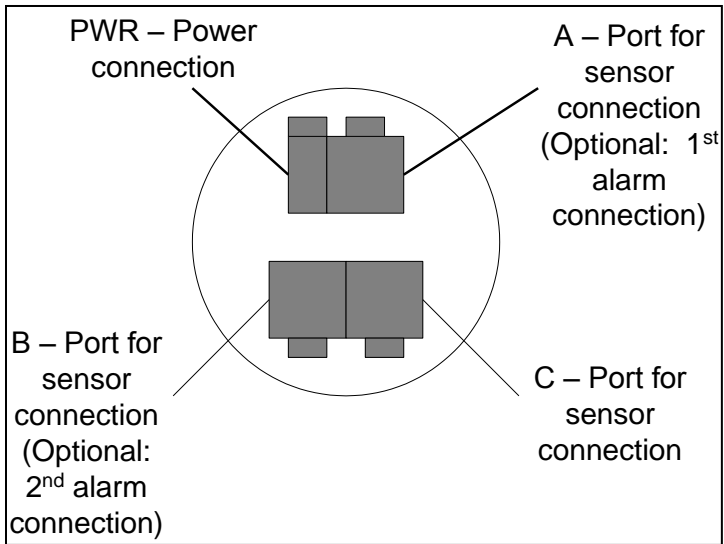 PWR – Power
connection
A – Port for
sensor
connection
(Optional: 1st
alarm
connection)
B – Port for
sensor
connection
(Optional:
2nd alarm
connection)
C – Port for
sensor
connection